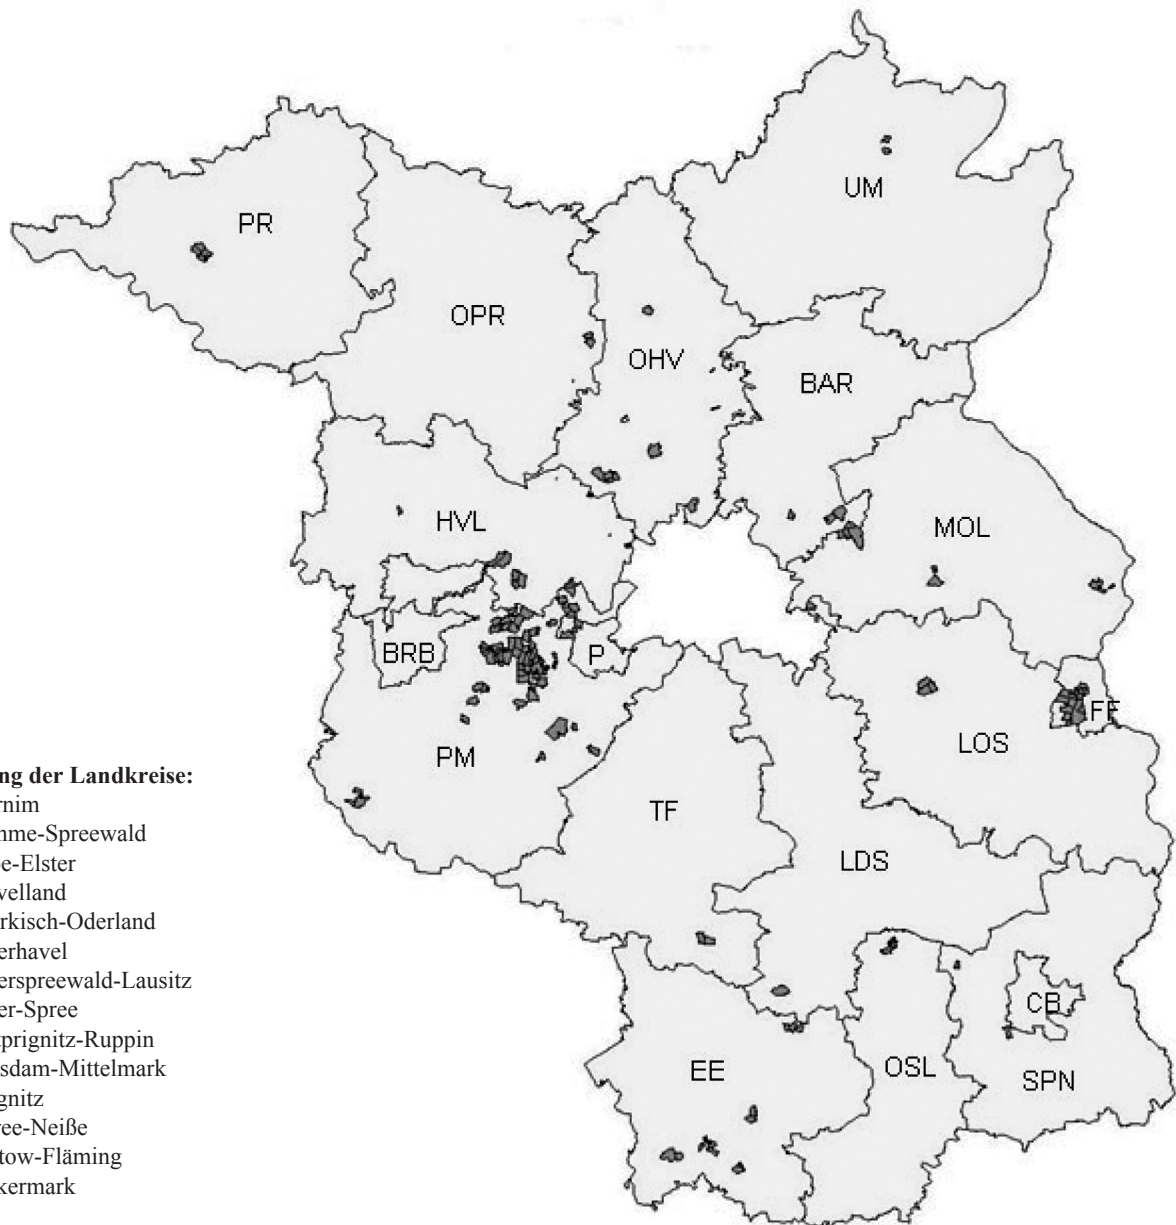 UM
PR
OPR
OHV
BAR
HVL
MOL
BRB
P
FF
LOS
PM
ng der Landkreise:
rnim
TF
hme-Spreewald
e-Elster
LDS
velland
rkisch-Oderland
erhavel
erspreewald-Lausitz
er-Spree
CB
prignitz-Ruppin
sdam-Mittelmark
EE
OSL
SPN
gnitz
ree-Neiße
tow-Fläming
kermark